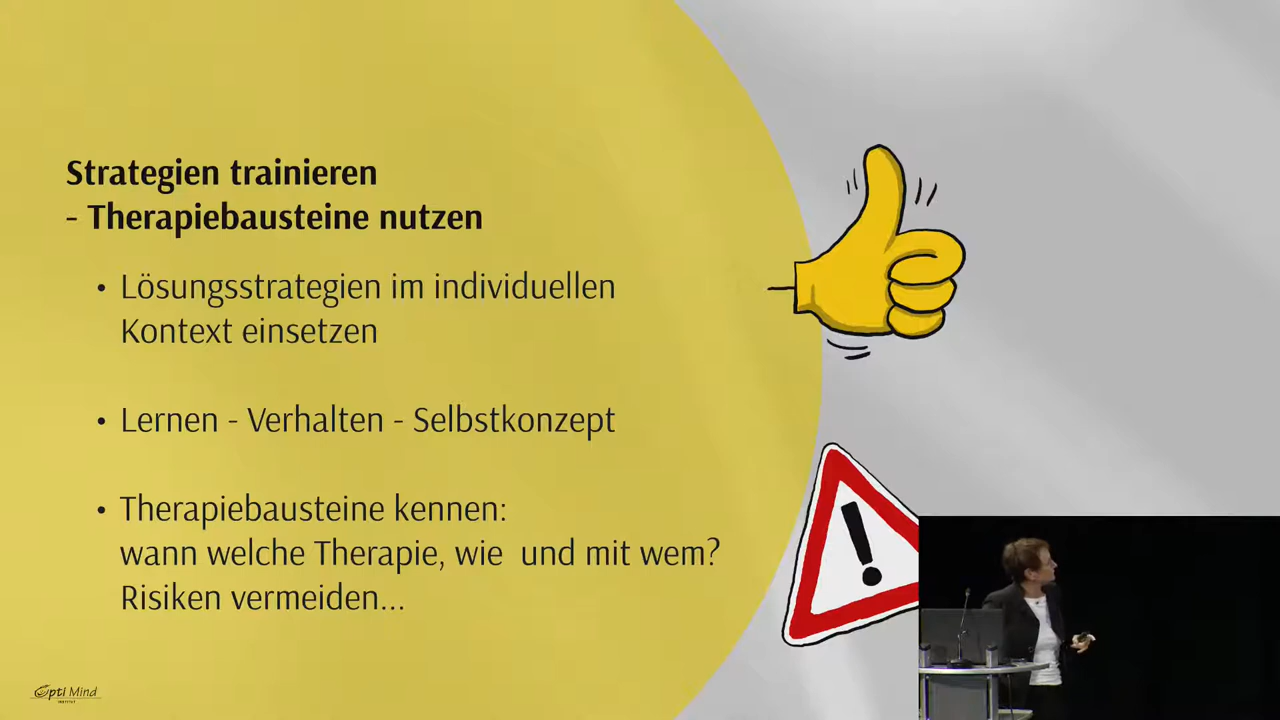 Strategien trainieren
- Therapiebausteine nutzen
• Lösungsstrategien im individuellen
Kontext einsetzen
• Lernen - Verhalten - Selbstkonzept
• Therapiebausteine kennen:
wann welche Therapie, wie und mit wem?
Risiken vermeiden...
Opti Mind
INSTITUT